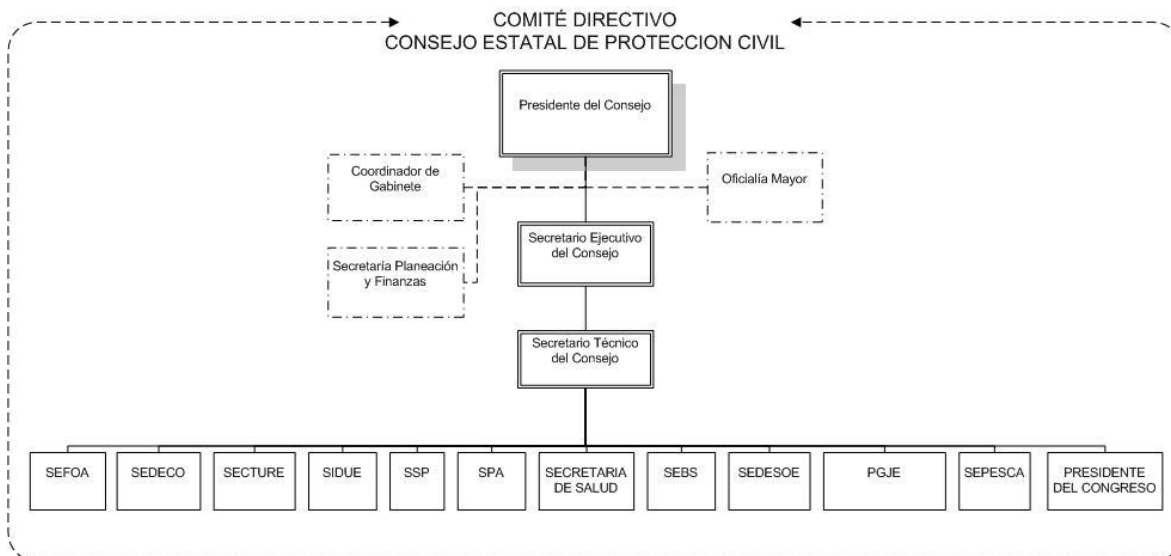 COMITÉ DIRECTIVO
CONSEJO ESTATAL DE PROTECCION CIVIL
Presidente del Consejo
Coordinador de
Gabinete
Oficialía Mayor
Secretario Ejecutivo
del Consejo
Secretaría Planeación
y Finanzas
Secretario Técnico
del Consejo
SEFOA
SEDECO
SECTURE
SIDUE
SSP
SPA
SECRETARIA
DE SALUD
SEBS
SEDESOE
PGJE
SEPESCA
PRESIDENTE
DEL CONGRESO